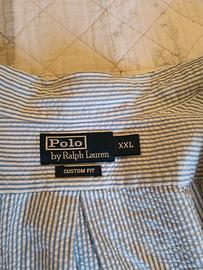 Polo
by Ralph Lauren
XXL
CUSTOM FIT